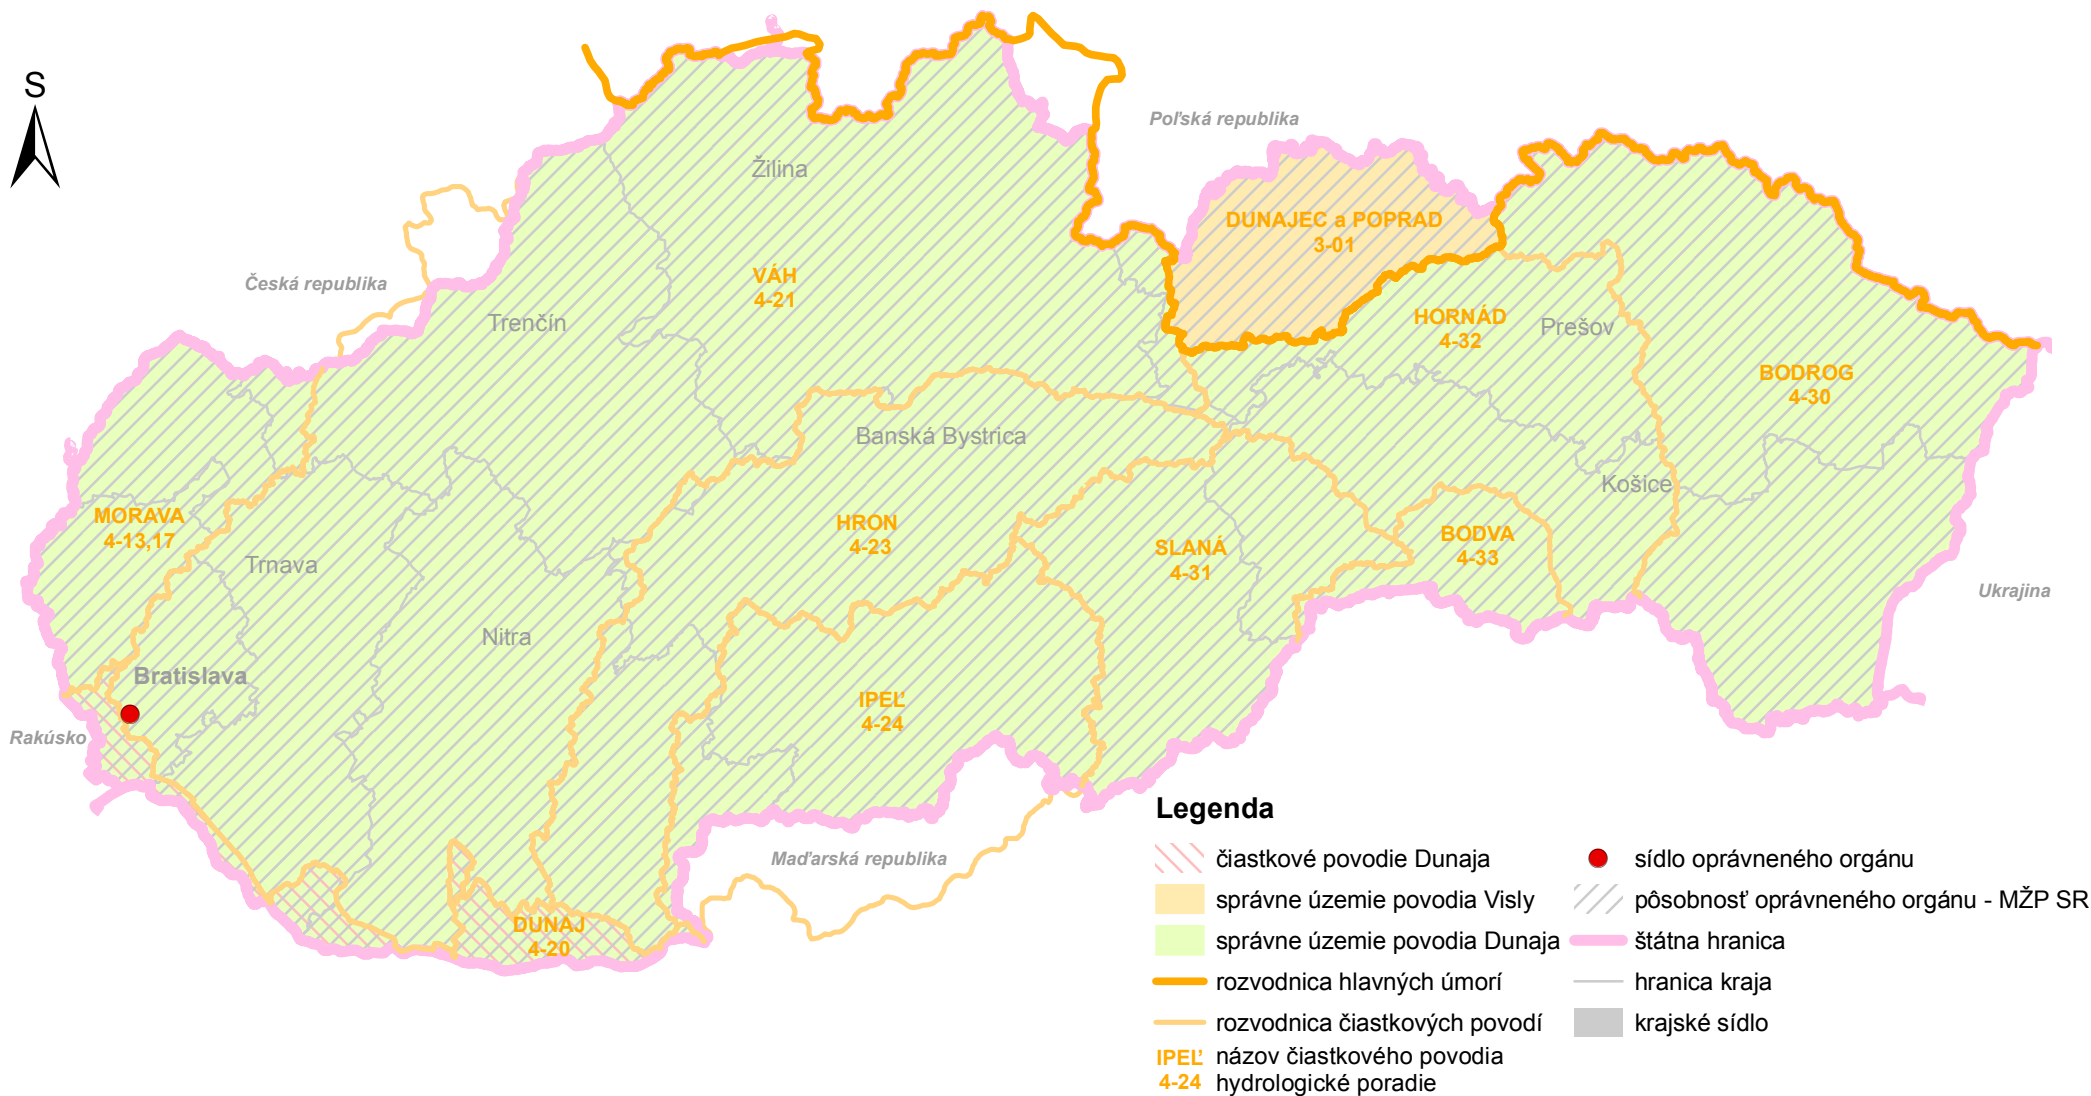 S
Poľská republika
Žilina
DUNAJEC a POPRAD
3-01
Česká republika
VÁH
4-21
Trenčín
HORNÁD
4-32
Prešov
BODROG
4-30
Banská Bystrica
Košice
MORAVA
4-13,17
HRON
4-23
SLANÁ
4-31
BODVA
4-33
Trnava
Ukrajina
Nitra
Bratislava
IPEĽ
4-24
Rakúsko
Maďarská republika
DUNAJ
4-20
Legenda
čiastkové povodie Dunaja
správne územie povodia Visly
správne územie povodia Dunaja
rozvodnica hlavných úmorí
rozvodnica čiastkových povodí
IPEĽ názov čiastkového povodia
4-24 hydrologické poradie
sídlo oprávneného orgánu
pôsobnosť oprávneného orgánu - MŽP SR
štátna hranica
hranica kraja
krajské sídlo